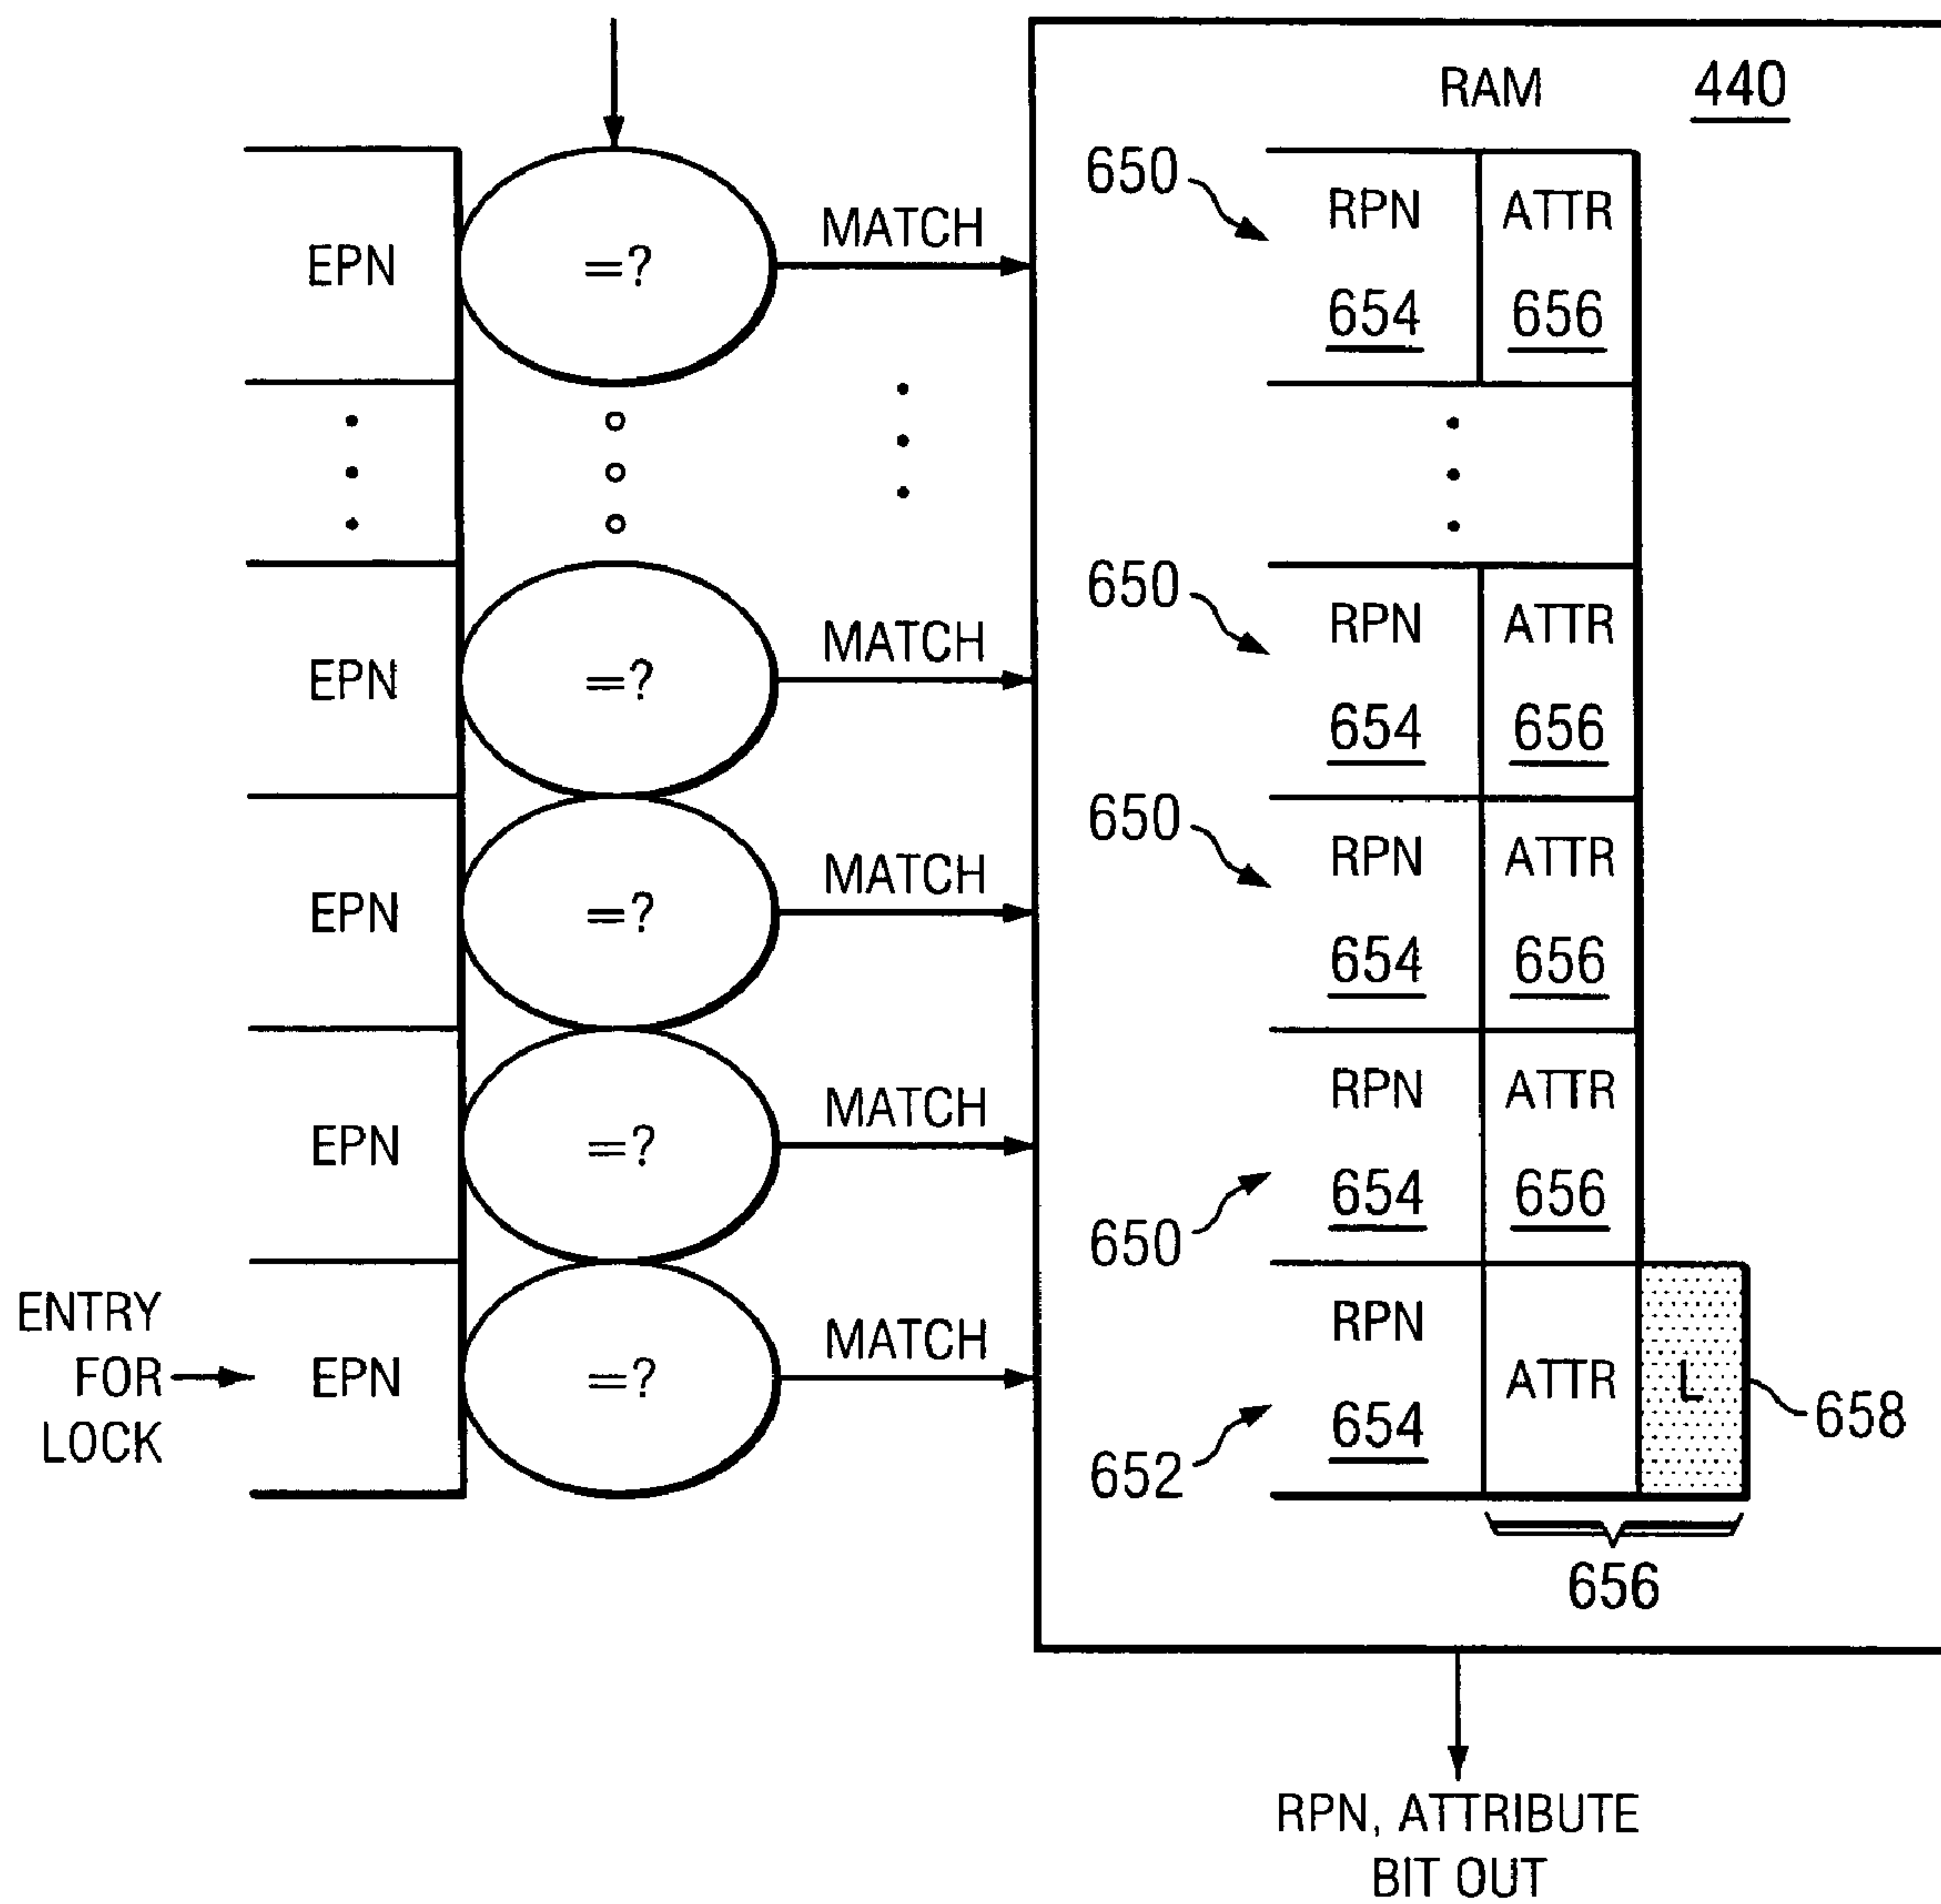 RAM 440
650 RPN ATTR
EPN =? MATCH
654 656
650 RPN ATTR
EPN =? MATCH
654 656
650 RPN ATTR
EPN =? MATCH
654 656
RPN ATTR
EPN =? MATCH
654 656
650
ENTRY
FOR
LOCK
EPN =? MATCH
RPN
ATTR L
654
652
658
656
RPN, ATTRIBUTE
BIT OUT